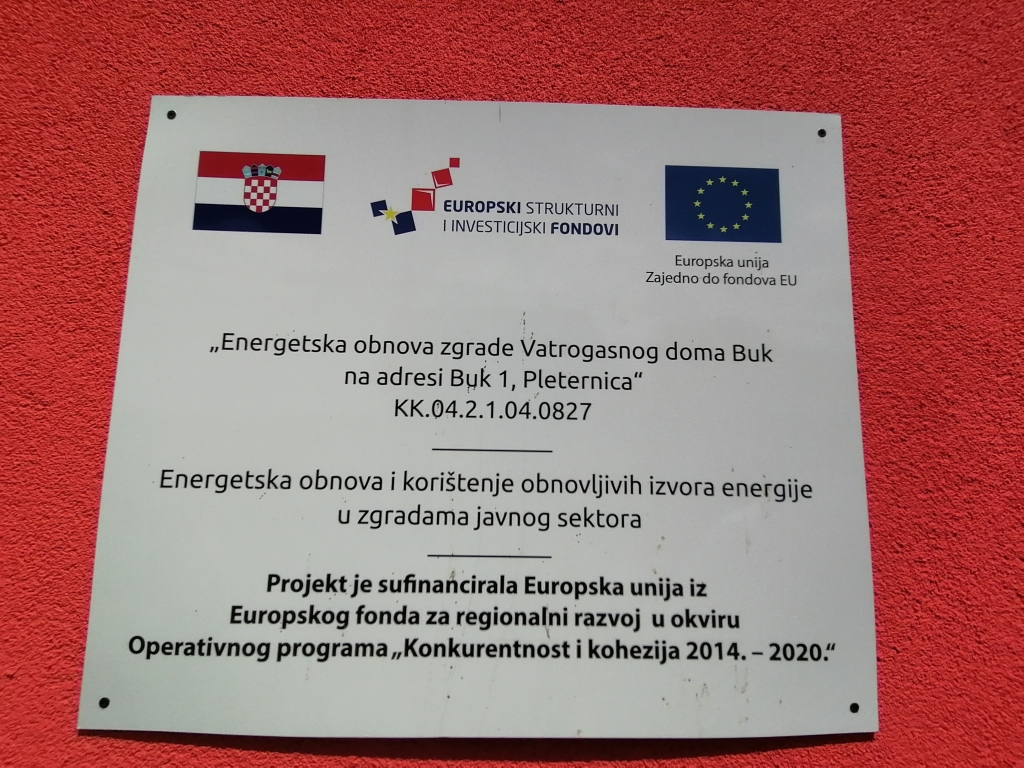 EUROPSKI STRUKTURNI
I INVESTICIJSKI FONDOVI
Europska unija
Zajedno do fondova EU
„Energetska obnova zgrade Vatrogasnog doma Buk
na adresi Buk 1, Pleternica“
KK.04.2.1.04.0827
Energetska obnova i korištenje obnovljivih izvora energije
u zgradama javnog sektora
Projekt je sufinancirala Europska unija iz
Europskog fonda za regionalni razvoj u okviru
Operativnog programa „Konkurentnost i kohezija 2014. – 2020.“